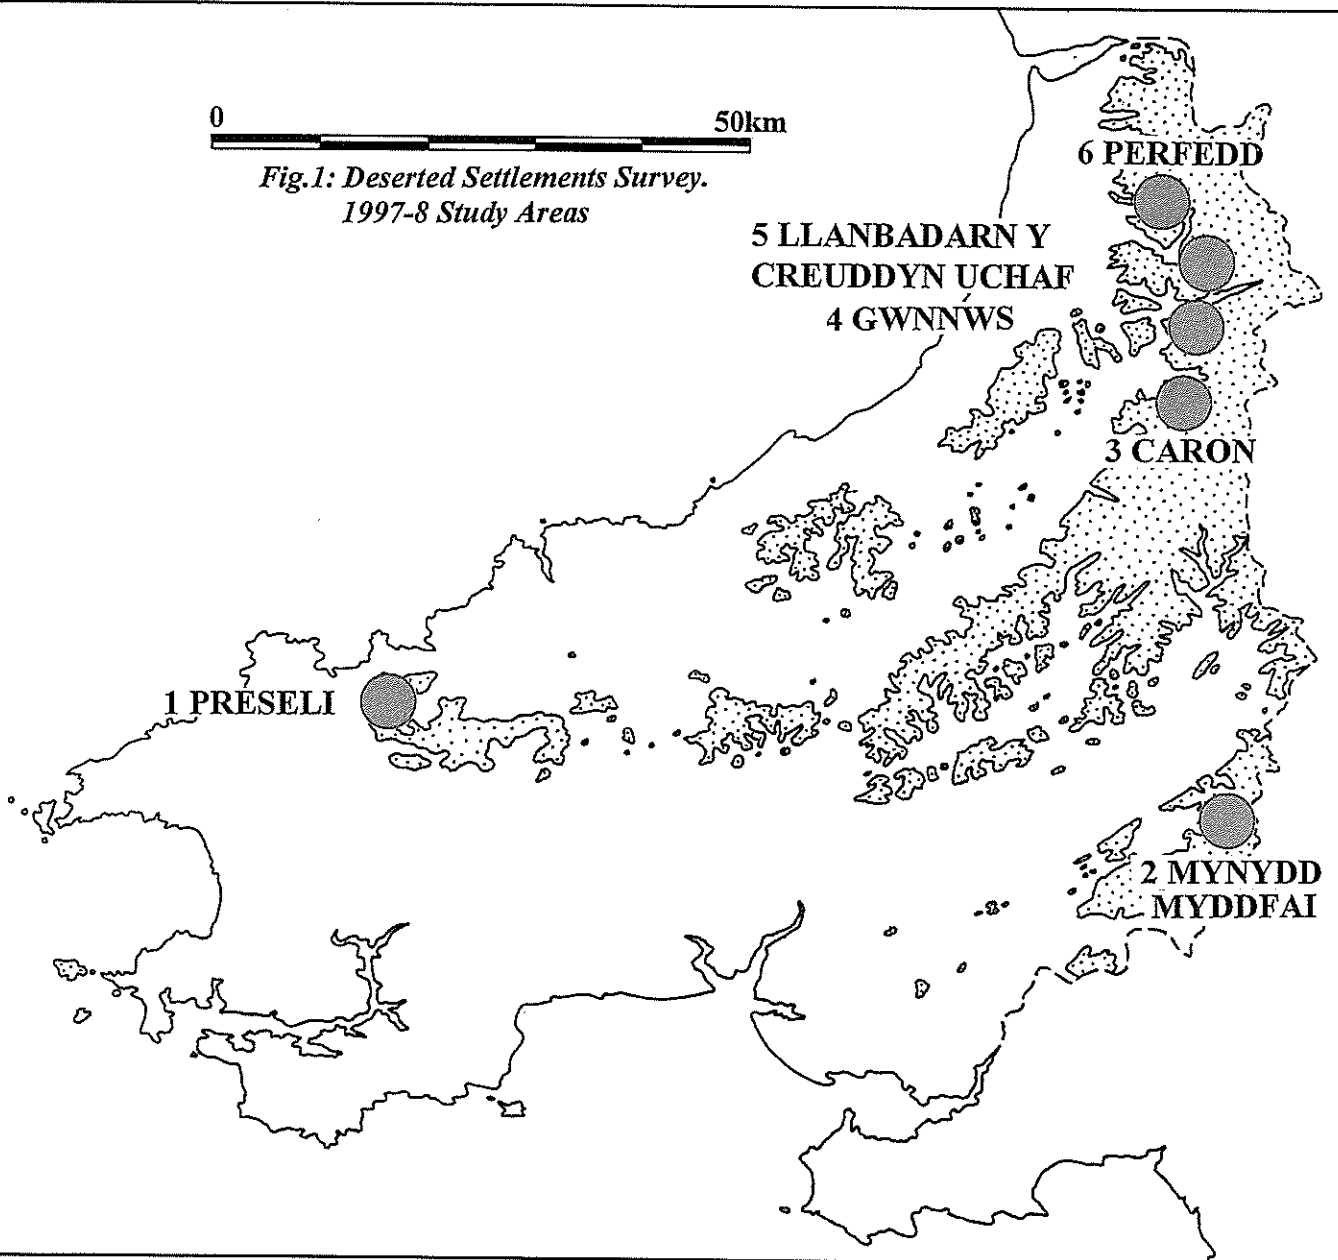 0 50km
Fig.1: Deserted Settlements Survey.
1997-8 Study Areas
6 PERFEDD
5 LLANBADARN Y
CREUDDYN UCHAF
4 GWNNẂS
3 CARON
1 PRESELI
2 MYNYDD
MYDDFAI